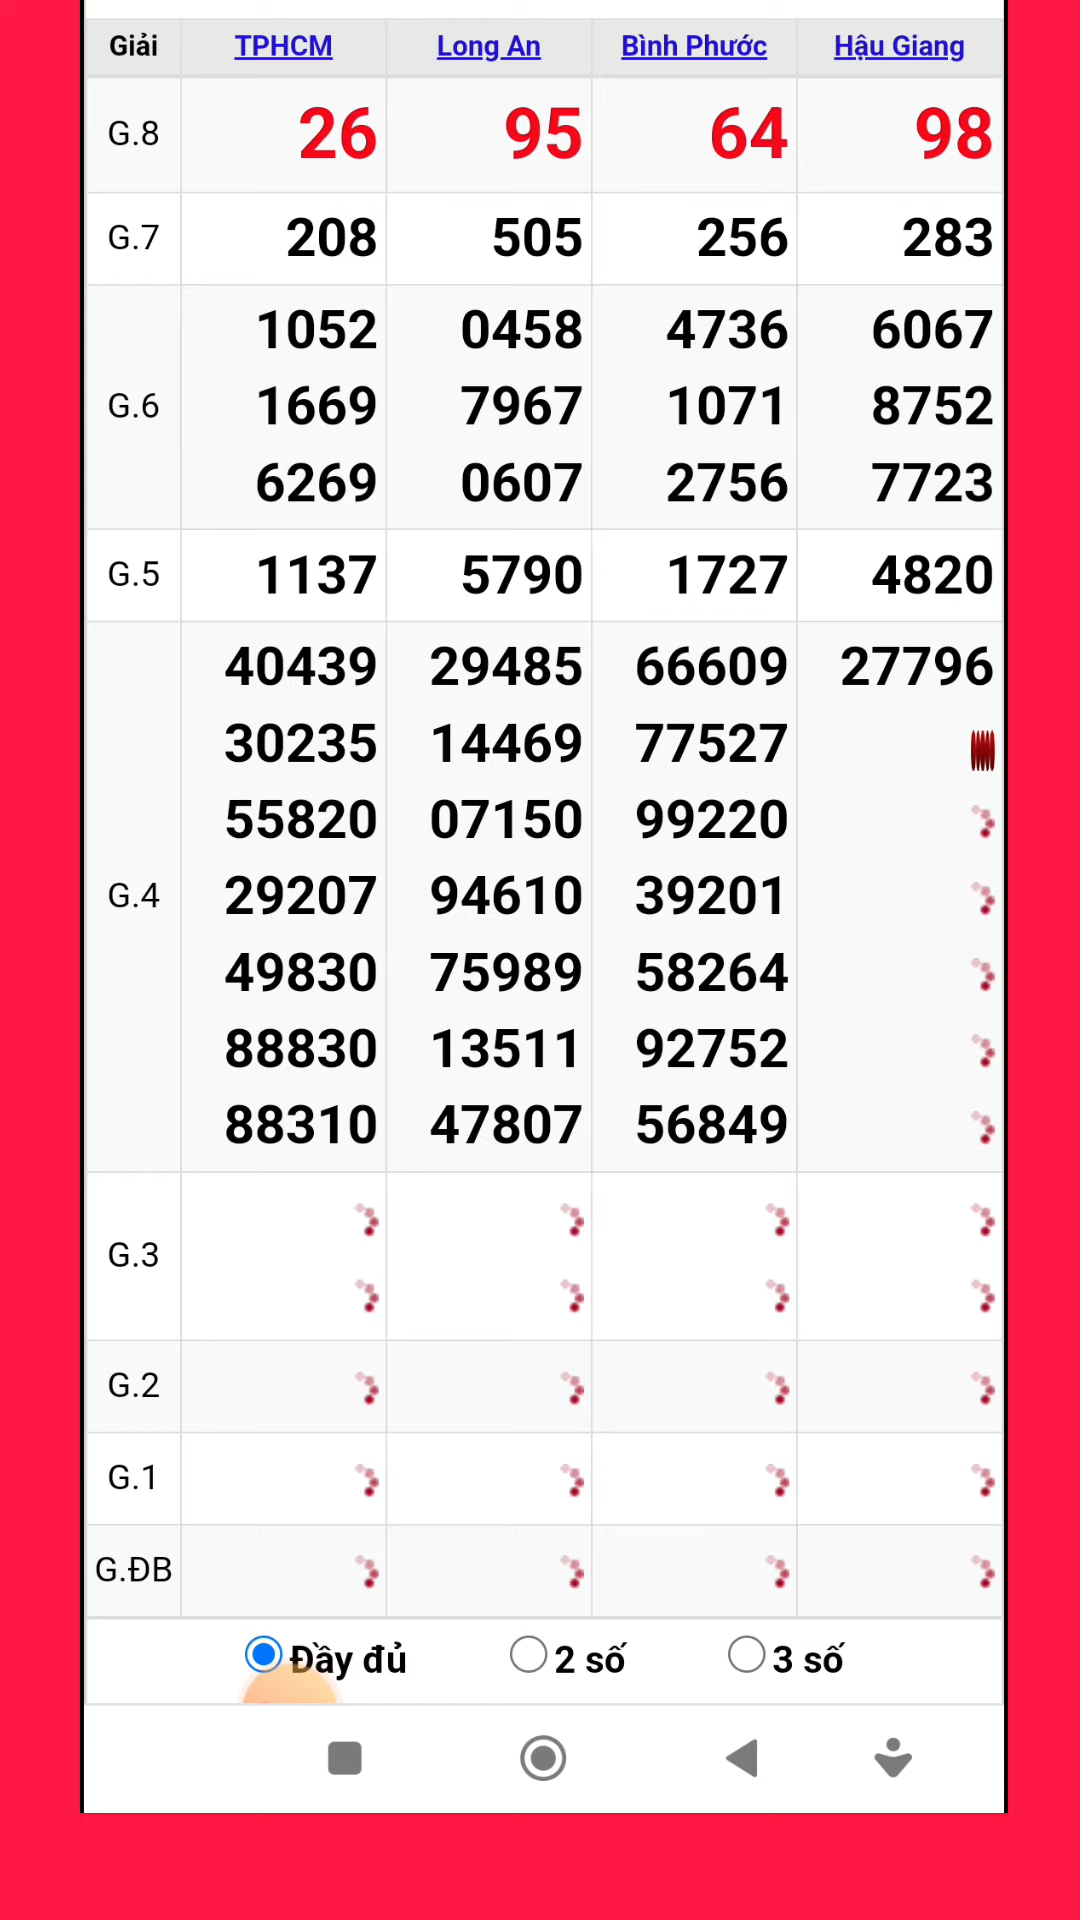 Giải TPHCM Long An Bình Phước Hậu Giang
G.8 26 95 64 98
G.7 208 505 256 283
1052 0458 4736 6067
G.6 1669 7967 1071 8752
6269 0607 2756 7723
G.5 1137 5790 1727 4820
40439 29485 66609 27796
30235 14469 77527
55820 07150 99220
G.4 29207 94610 39201
49830 75989 58264
88830 13511 92752
88310 47807 56849
G.3
G.2
G.1
G.ĐB
Đầy đủ 2 số 3 số